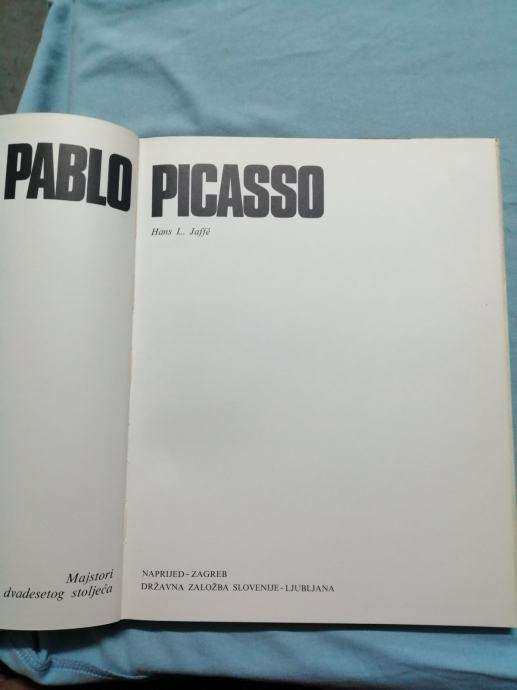 PABLO PICASSO
Hans L. Jaffé
Majstori
dvadesetog stoljeća
NAPRIJED - ZAGREB
DRŽAVNA ZALOŽBA SLOVENIJE - LJUBLJANA